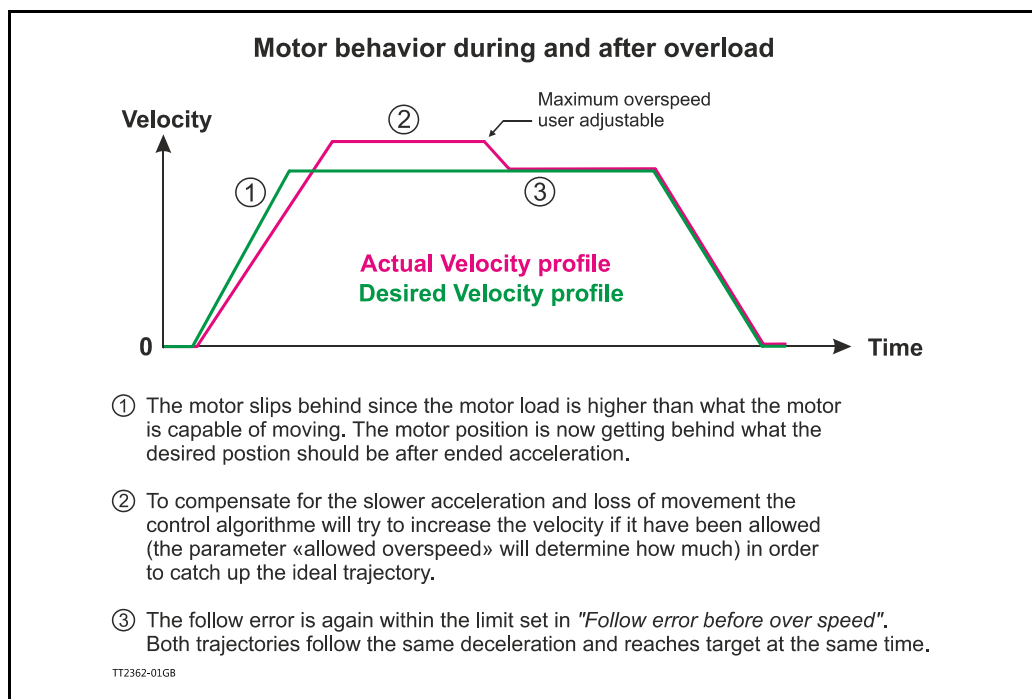 Motor behavior during and after overload
Maximum overspeed
user adjustable
Velocity
2
1
3
Actual Velocity profile
Desired Velocity profile
0
Time
1 The motor slips behind since the motor load is higher than what the motor
is capable of moving. The motor position is now getting behind what the
desired postion should be after ended acceleration.
2 To compensate for the slower acceleration and loss of movement the
control algorithme will try to increase the velocity if it have been allowed
(the parameter «allowed overspeed» will determine how much) in order
to catch up the ideal trajectory.
3 The follow error is again within the limit set in "Follow error before over speed".
Both trajectories follow the same deceleration and reaches target at the same time.
TT2362-01GB